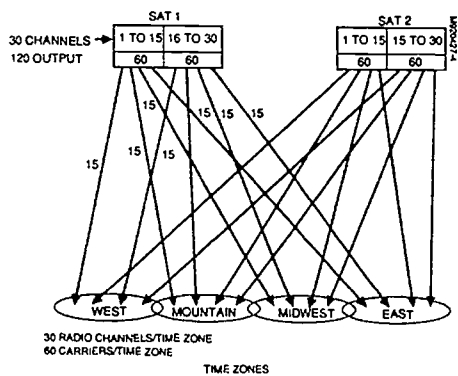 SAT 1
SAT 2
30 CHANNELS
1 TO 15 16 TO 30
1 TO 15 15 TO 30
120 OUTPUT
60 60
60 60
M9204277-4
15 15 15
15 15 15
WEST MOUNTAIN MIDWEST EAST
30 RADIO CHANNELS/TIME ZONE
60 CARRIERS/TIME ZONE
TIME ZONES